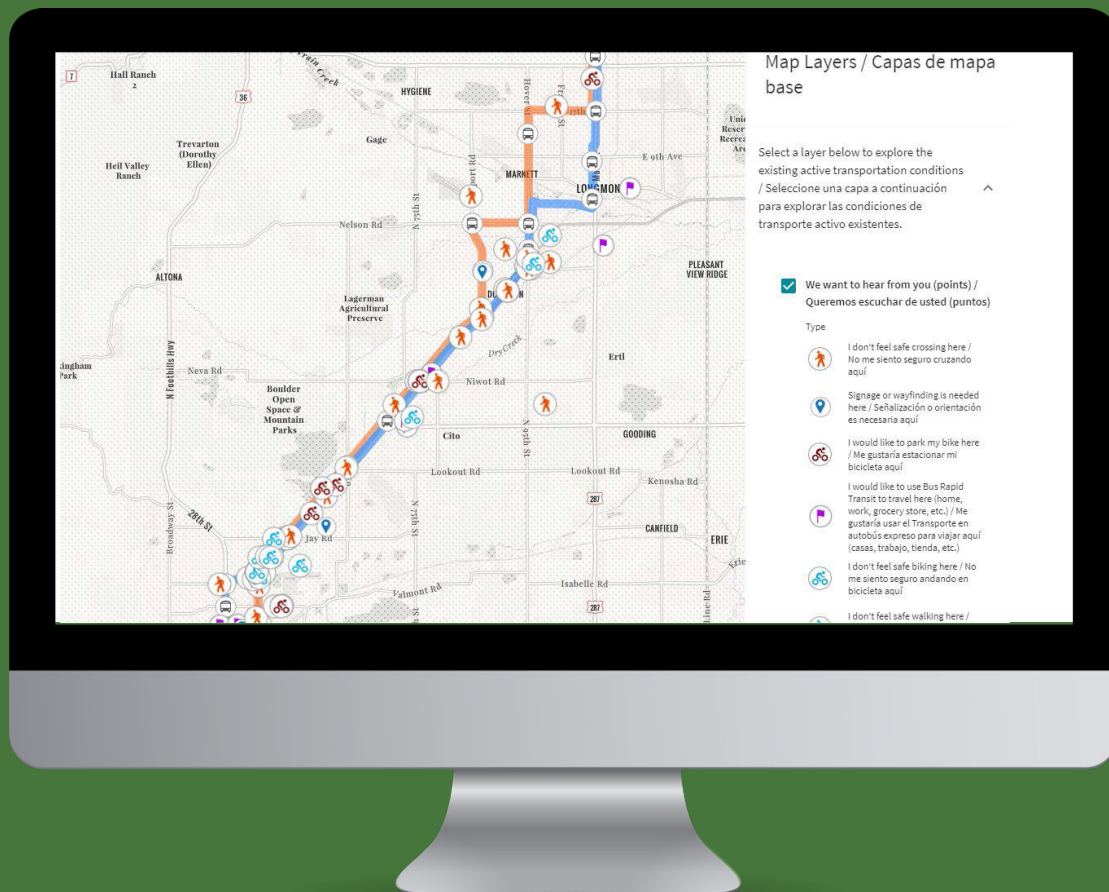 7
Hall Ranch
2
36
HYGIENE
Hover St
17th
Gage
Trevarton
(Dorothy
Ellen)
Heil Valley
Ranch
E 9th Ave
MARNETT
N 75th St
Nelson Rd
PLEASANT
VIEW RIDGE
ALTONA
Lagerman
Agricultural
Preserve
Dry Creek
Ertl
N Foothills Hwy
Neva Rd
Niwot Rd
Boulder
Open
Space &
Mountain
Parks
Park
Cito
N 95th St
GOODING
Lookout Rd
Lookout Rd
Kenosha Rd
287
Broadway St
28th St
N 75th St
CANFIELD
ERIE
Jay Rd
Valmont Rd
Isabelle Rd
287
Map Layers / Capas de mapa
base
Select a layer below to explore the
existing active transportation conditions
/ Seleccione una capa a continuación
para explorar las condiciones de
transporte activo existentes.
We want to hear from you (points) /
Queremos escuchar de usted (puntos)
Type
I don't feel safe crossing here /
No me siento seguro cruzando
aquí
Signage or wayfinding is needed
here / Señalización o orientación
es necesaria aquí
I would like to park my bike here
/ Me gustaría estacionar mi
bicicleta aquí
I would like to use Bus Rapid
Transit to travel here (home,
work, grocery store, etc.) / Me
gustaría usar el Transporte en
autobús expreso para viajar aquí
(casas, trabajo, tienda, etc.)
I don't feel safe biking here / No
me siento seguro andando en
bicicleta aquí
I don't feel safe walking here /